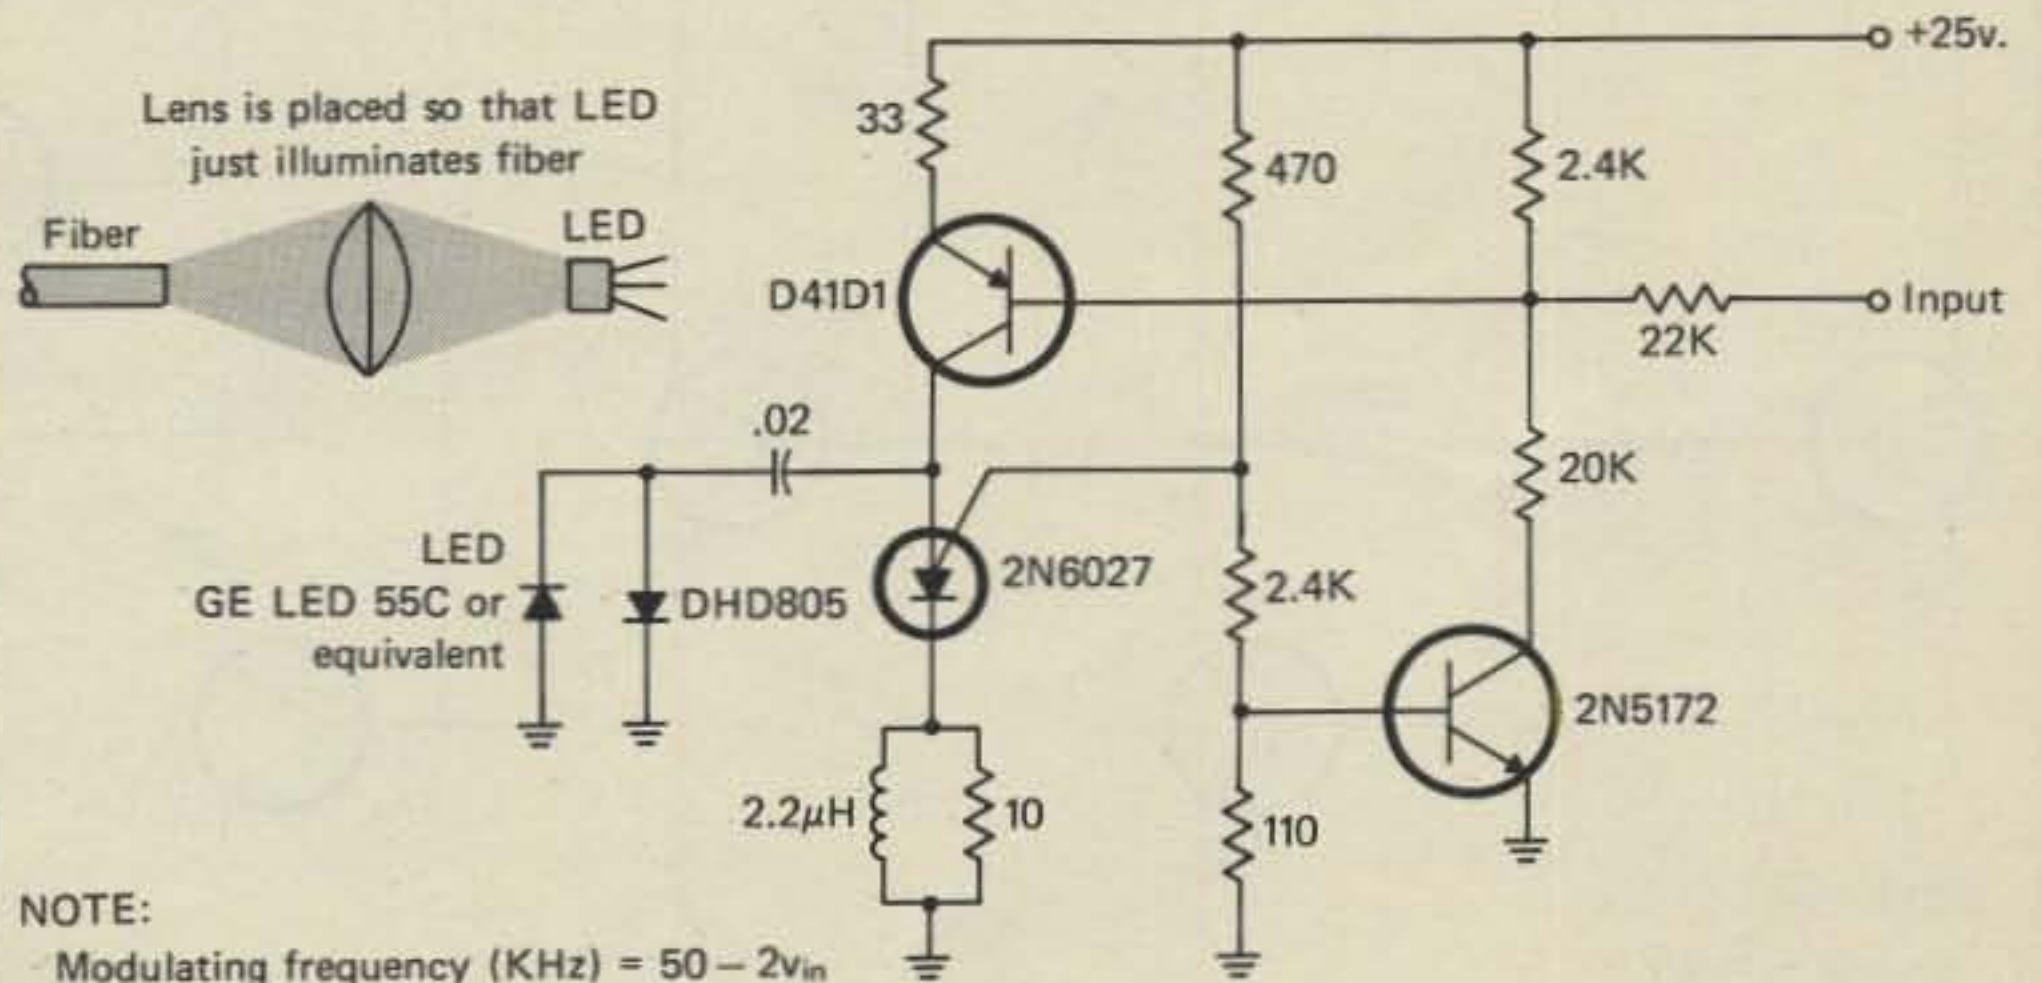 +25v.
Lens is placed so that LED
just illuminates fiber
33
470
2.4K
Fiber
LED
D41D1
Input
22K
.02
20K
LED
GE LED 55C or
equivalent
DHD805
2N6027
2.4K
2N5172
2.2μH
10
110
NOTE:
Modulating frequency (KHz) = 50 – 2vin